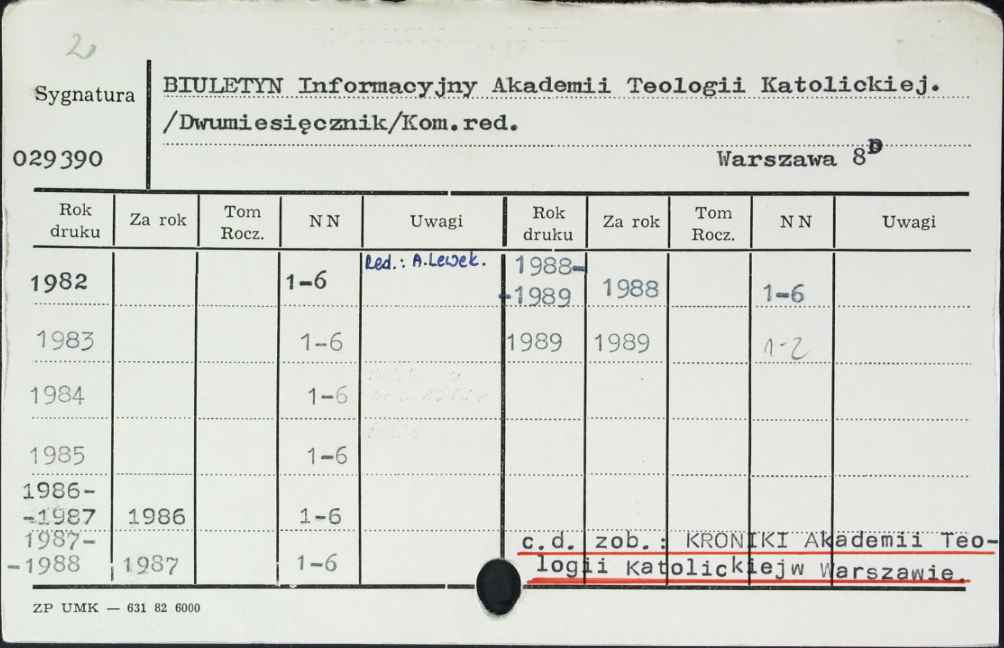 2
Sygnatura
029390
BIULETYN Informacyjny Akademii Teologii Katolickiej.
/Dwumiesięcznik/Kom.red.
Warszawa 8D
Rok druku Za rok Tom Rocz. NN Uwagi Rok druku Za rok Tom Rocz. NN Uwagi
1982 1-6 Red.: A.Lewek. 1988-
-1989 1988 1-6
1983 1-6 1989 1989 1-2
1984 1-6
1985 1-6
1986-
-1987 1986 1-6
1987-
-1988 1987 1-6
c.d. zob.: KRONIKI Akademii Teo-
logii Katolickiejw Warszawie.
ZP UMK — 631 82 6000